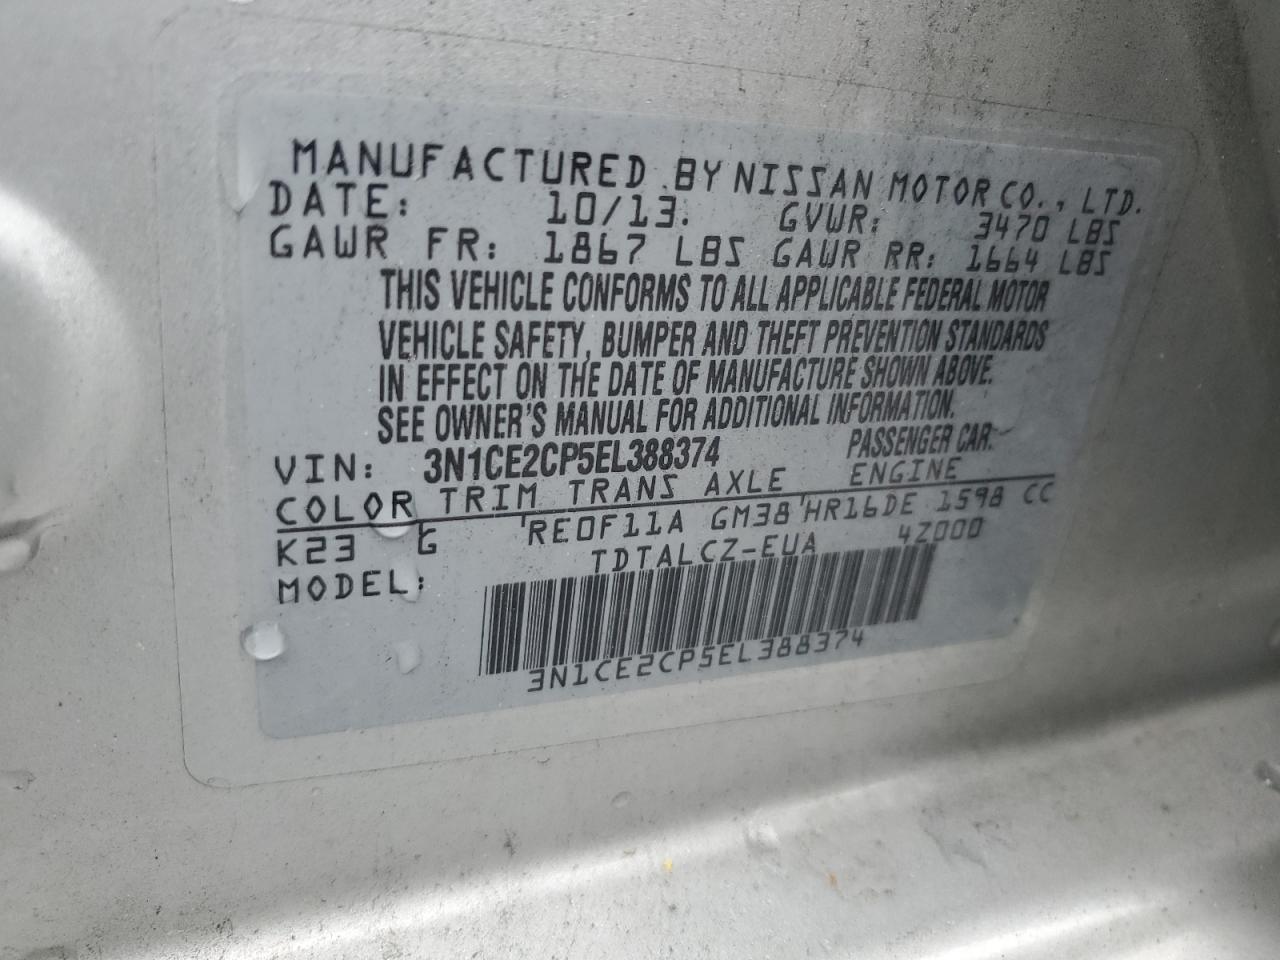 MANUFACTURED BY NISSAN MOTOR CO., LTD.
DATE: 10/13. GVWR: 3470 LBS
GAWR FR: 1867 LBS GAWR RR: 1664 LBS
THIS VEHICLE CONFORMS TO ALL APPLICABLE FEDERAL MOTOR
VEHICLE SAFETY, BUMPER AND THEFT PREVENTION STANDARDS
IN EFFECT ON THE DATE OF MANUFACTURE SHOWN ABOVE.
SEE OWNER'S MANUAL FOR ADDITIONAL INFORMATION.
VIN: 3N1CE2CP5EL388374 PASSENGER CAR.
COLOR TRIM TRANS AXLE ENGINE
K23 G RE0F11A GM38 HR16DE 1598 CC
MODEL: TDTALCZ-EUA 4Z000
3N1CE2CP5EL388374